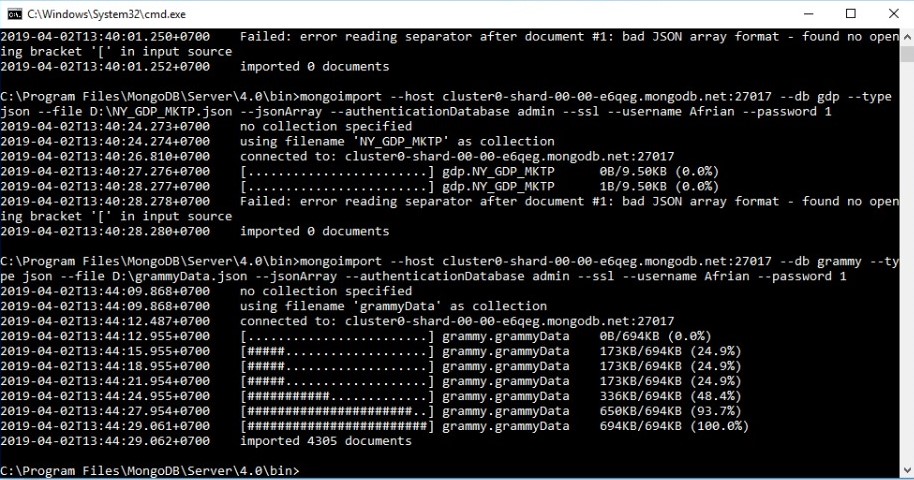 C:\Windows\System32\cmd.exe
2019-04-02T13:40:01.250+0700    Failed: error reading separator after document #1: bad JSON array format - found no open
ing bracket '[' in input source
2019-04-02T13:40:01.252+0700    imported 0 documents
C:\Program Files\MongoDB\Server\4.0\bin>mongoimport --host cluster0-shard-00-00-e6qeg.mongodb.net:27017 --db gdp --type
json --file D:\NY_GDP_MKTP.json --jsonArray --authenticationDatabase admin --ssl --username Afrian --password 1
2019-04-02T13:40:24.273+0700    no collection specified
2019-04-02T13:40:24.274+0700    using filename 'NY_GDP_MKTP' as collection
2019-04-02T13:40:26.810+0700    connected to: cluster0-shard-00-00-e6qeg.mongodb.net:27017
2019-04-02T13:40:27.276+0700    [........................] gdp.NY_GDP_MKTP      0B/9.50KB (0.0%)
2019-04-02T13:40:28.277+0700    [........................] gdp.NY_GDP_MKTP      1B/9.50KB (0.0%)
2019-04-02T13:40:28.278+0700    Failed: error reading separator after document #1: bad JSON array format - found no open
ing bracket '[' in input source
2019-04-02T13:40:28.280+0700    imported 0 documents
C:\Program Files\MongoDB\Server\4.0\bin>mongoimport --host cluster0-shard-00-00-e6qeg.mongodb.net:27017 --db grammy --ty
pe json --file D:\grammyData.json --jsonArray --authenticationDatabase admin --ssl --username Afrian --password 1
2019-04-02T13:44:09.868+0700    no collection specified
2019-04-02T13:44:09.868+0700    using filename 'grammyData' as collection
2019-04-02T13:44:12.487+0700    connected to: cluster0-shard-00-00-e6qeg.mongodb.net:27017
2019-04-02T13:44:12.955+0700    [........................] grammy.grammyData    0B/694KB (0.0%)
2019-04-02T13:44:15.955+0700    [#####...................] grammy.grammyData    173KB/694KB (24.9%)
2019-04-02T13:44:18.955+0700    [#####...................] grammy.grammyData    173KB/694KB (24.9%)
2019-04-02T13:44:21.954+0700    [#####...................] grammy.grammyData    173KB/694KB (24.9%)
2019-04-02T13:44:24.955+0700    [###########.............] grammy.grammyData    336KB/694KB (48.4%)
2019-04-02T13:44:27.954+0700    [######################..] grammy.grammyData    650KB/694KB (93.7%)
2019-04-02T13:44:29.061+0700    [########################] grammy.grammyData    694KB/694KB (100.0%)
2019-04-02T13:44:29.062+0700    imported 4305 documents
C:\Program Files\MongoDB\Server\4.0\bin>